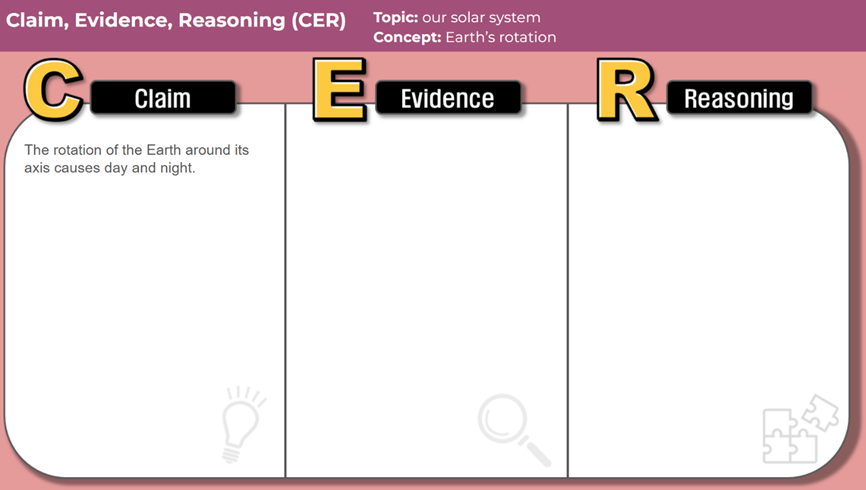 Claim, Evidence, Reasoning (CER)
Topic: our solar system
Concept: Earth's rotation
C Claim
E Evidence
R Reasoning
The rotation of the Earth around its
axis causes day and night.